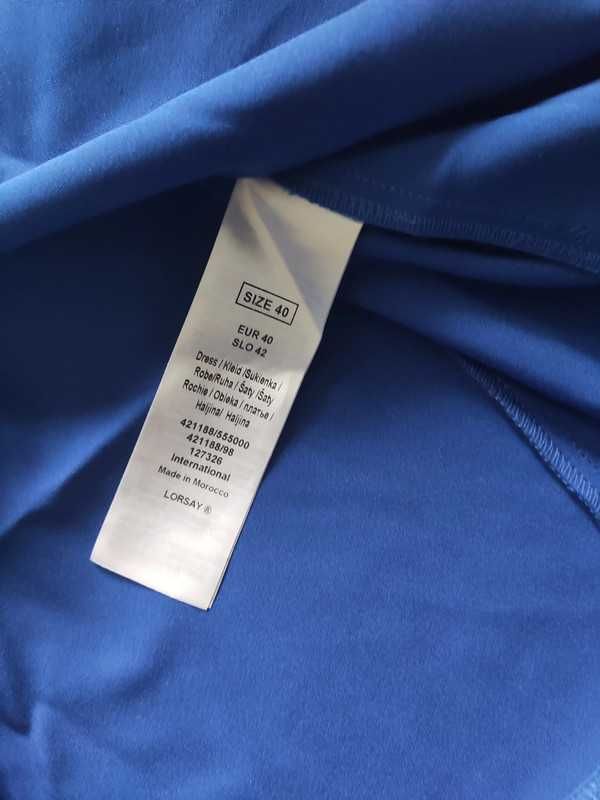 SIZE 40
EUR 40
SLO 42
Dress / Kleid /Sukienka /
Robe/Ruha / Šaty /Šaty
Rochie / Obleka / платье /
Haljina/ Haljina
421188/555000
421188/98
127326
International
Made in Morocco
LORSAY ®